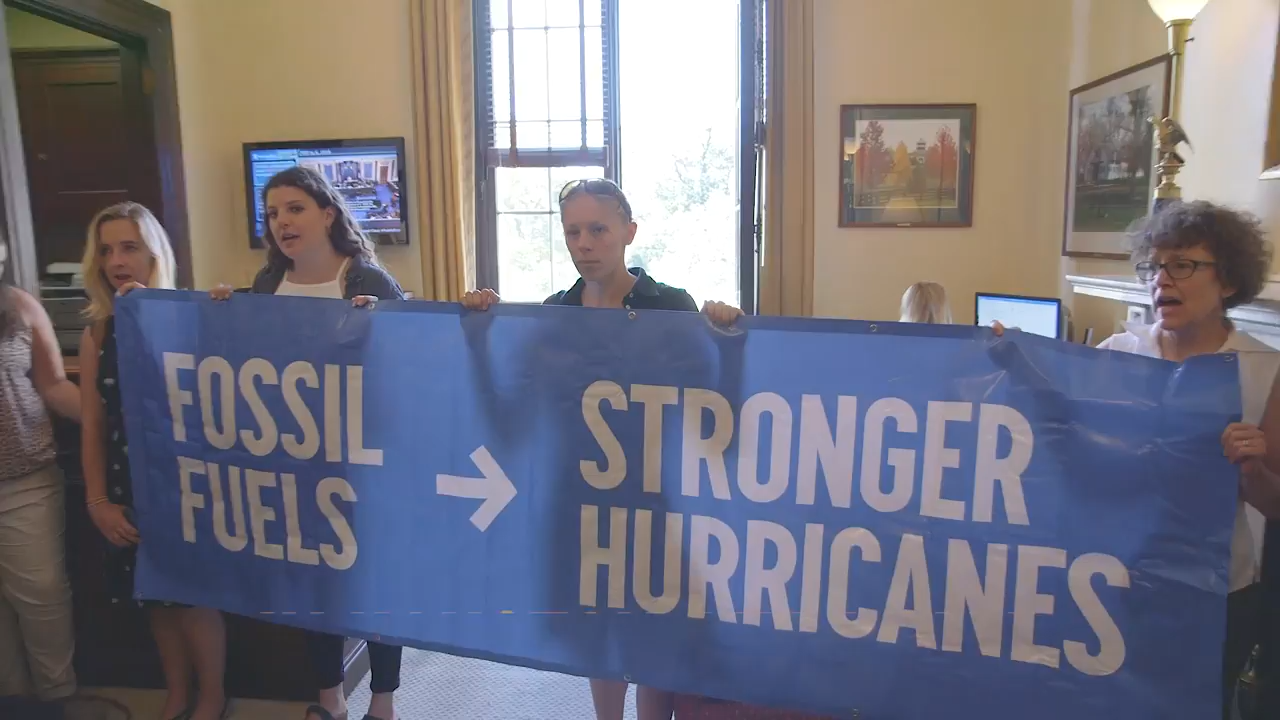 FOSSIL
FUELS
→
STRONGER
HURRICANES